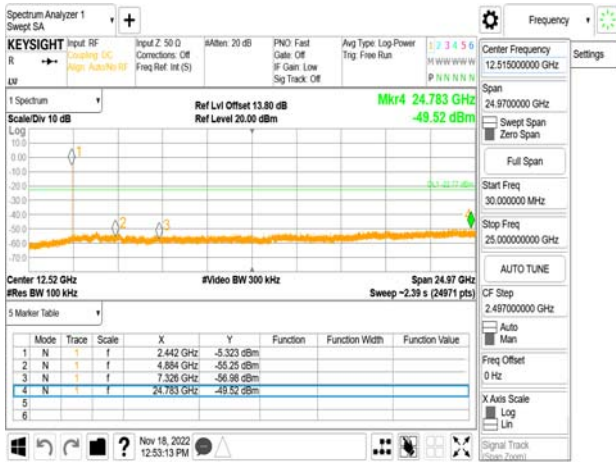 Spectrum Analyzer 1
Swept SA
+
Frequency
Settings
KEYSIGHT
R
LXI
Input: RF
Coupling: DC
Align: Auto/No RF
Input Z: 50 Ω
Corrections: Off
Freq Ref: Int (S)
#Atten: 20 dB
PNO: Fast
Gate: Off
IF Gain: Low
Sig Track: Off
Avg Type: Log-Power
Trig: Free Run
1 2 3 4 5 6
M W W W W W
P N N N N N
1 Spectrum
Scale/Div 10 dB
Ref Lvl Offset 13.80 dB
Ref Level 20.00 dBm
Mkr4 24.783 GHz
-49.52 dBm
Log
10.0
0.00
-10.0
-20.0
-30.0
-40.0
-50.0
-60.0
-70.0
1
2
3
4
Center 12.52 GHz
#Res BW 100 kHz
#Video BW 300 kHz
Span 24.97 GHz
Sweep ~2.39 s (24971 pts)
5 Marker Table
Mode Trace Scale X Y Function Function Width Function Value
1 N 1 f 2.442 GHz -5.323 dBm
2 N 1 f 4.884 GHz -55.25 dBm
3 N 1 f 7.326 GHz -56.98 dBm
4 N 1 f 24.783 GHz -49.52 dBm
5
6
Nov 18, 2022
12:53:13 PM
?
Center Frequency
12.515000000 GHz
Span
24.9700000 GHz
Swept Span
Zero Span
Full Span
Start Freq
30.000000 MHz
Stop Freq
25.000000000 GHz
AUTO TUNE
CF Step
2.497000000 GHz
Auto
Man
Freq Offset
0 Hz
X Axis Scale
Log
Lin
Signal Track
(Span Zoom)